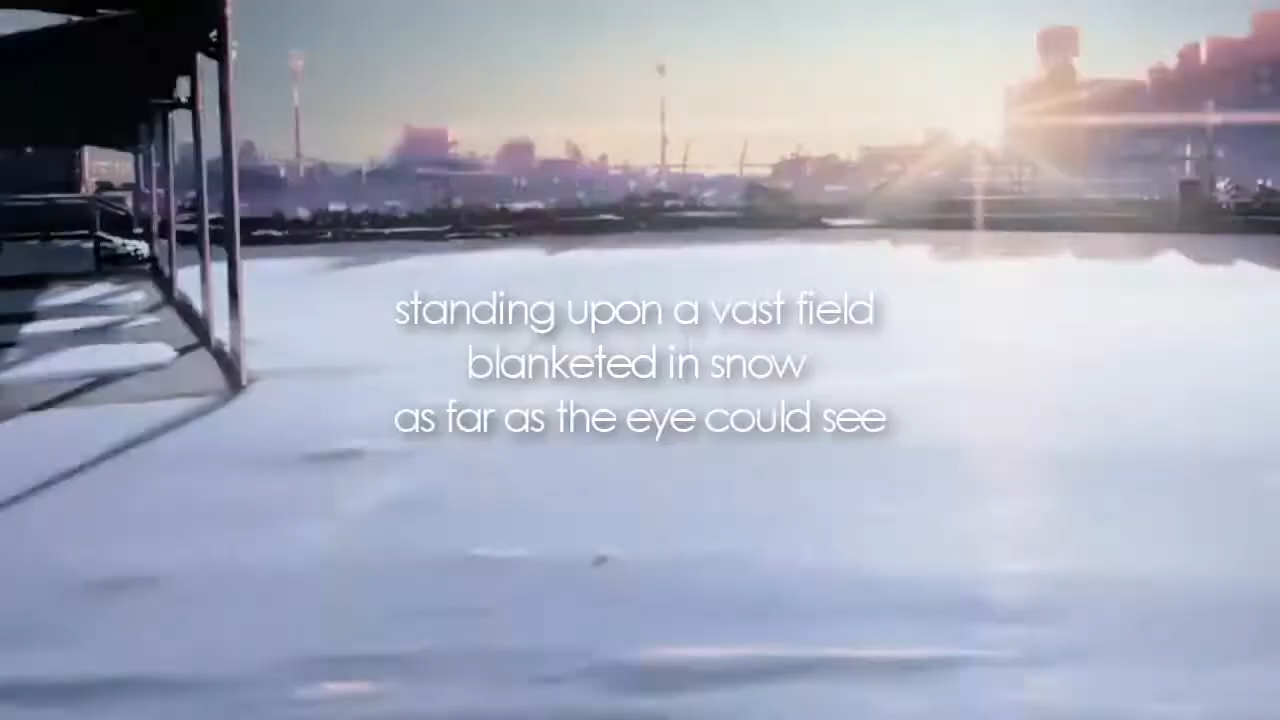 standing upon a vast field
blanketed in snow
as far as the eye could see